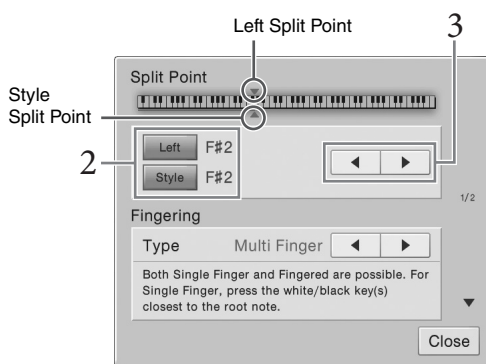 Left Split Point
3
Split Point
Style
Split Point
2
Left F♯2
Style F♯2
1/2
Fingering
Type Multi Finger
Both Single Finger and Fingered are possible. For
Single Finger, press the white/black key(s)
closest to the root note.
Close